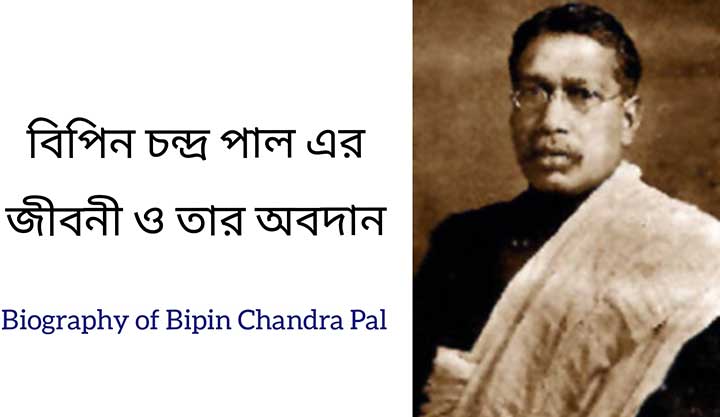 বিপিন চন্দ্র পাল এর
জীবনী ও তার অবদান
Biography of Bipin Chandra Pal